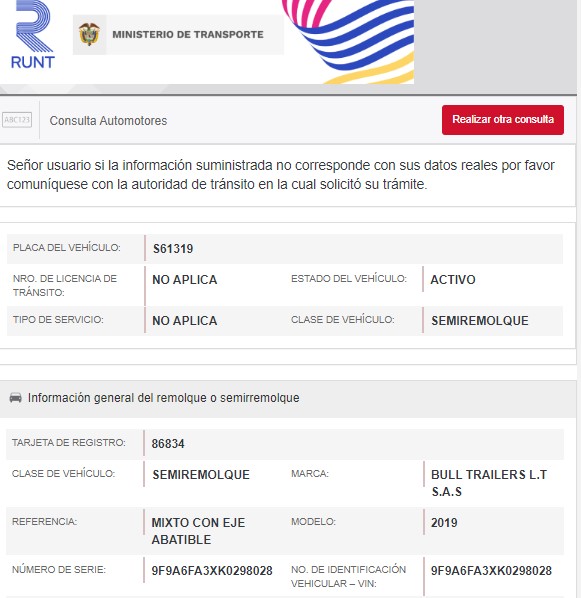 RUNT
MINISTERIO DE TRANSPORTE
ABC123
Consulta Automotores
Realizar otra consulta
Señor usuario si la información suministrada no corresponde con sus datos reales por favor
comuníquese con la autoridad de tránsito en la cual solicitó su trámite.
PLACA DEL VEHÍCULO: S61319
NRO. DE LICENCIA DE
TRÁNSITO: NO APLICA ESTADO DEL VEHÍCULO: ACTIVO
TIPO DE SERVICIO: NO APLICA CLASE DE VEHÍCULO: SEMIREMOLQUE
Información general del remolque o semirremolque
TARJETA DE REGISTRO: 86834
CLASE DE VEHÍCULO: SEMIREMOLQUE MARCA: BULL TRAILERS L.T
S.A.S
REFERENCIA: MIXTO CON EJE
ABATIBLE MODELO: 2019
NÚMERO DE SERIE: 9F9A6FA3XK0298028 NO. DE IDENTIFICACIÓN
VEHICULAR – VIN: 9F9A6FA3XK0298028